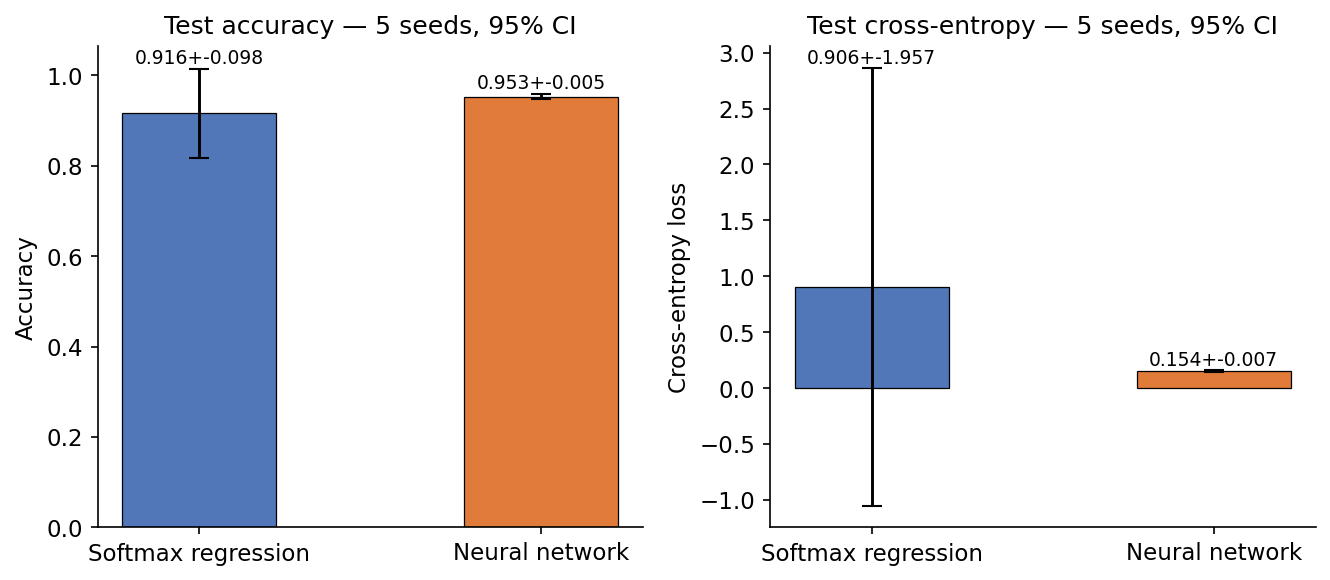 Test accuracy — 5 seeds, 95% CI
0.916+-0.098
0.953+-0.005
1.0
0.8
0.6
0.4
0.2
0.0
Accuracy
Softmax regression
Neural network
Test cross-entropy — 5 seeds, 95% CI
0.906+-1.957
0.154+-0.007
3.0
2.5
2.0
1.5
1.0
0.5
0.0
−0.5
−1.0
Cross-entropy loss
Softmax regression
Neural network